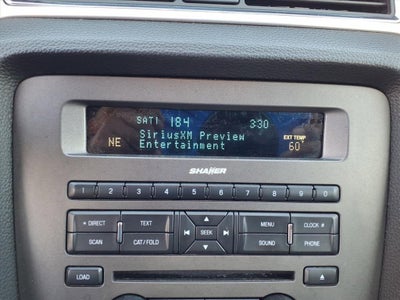 SAT1 184 3:30
SiriusXM Preview
NE Entertainment EXT TEMP 60°
SHAKER
1 2 3 4 5 6 7 8 9 0
* DIRECT TEXT MENU CLOCK #
SEEK
SCAN CAT/FOLD SOUND PHONE
LOAD